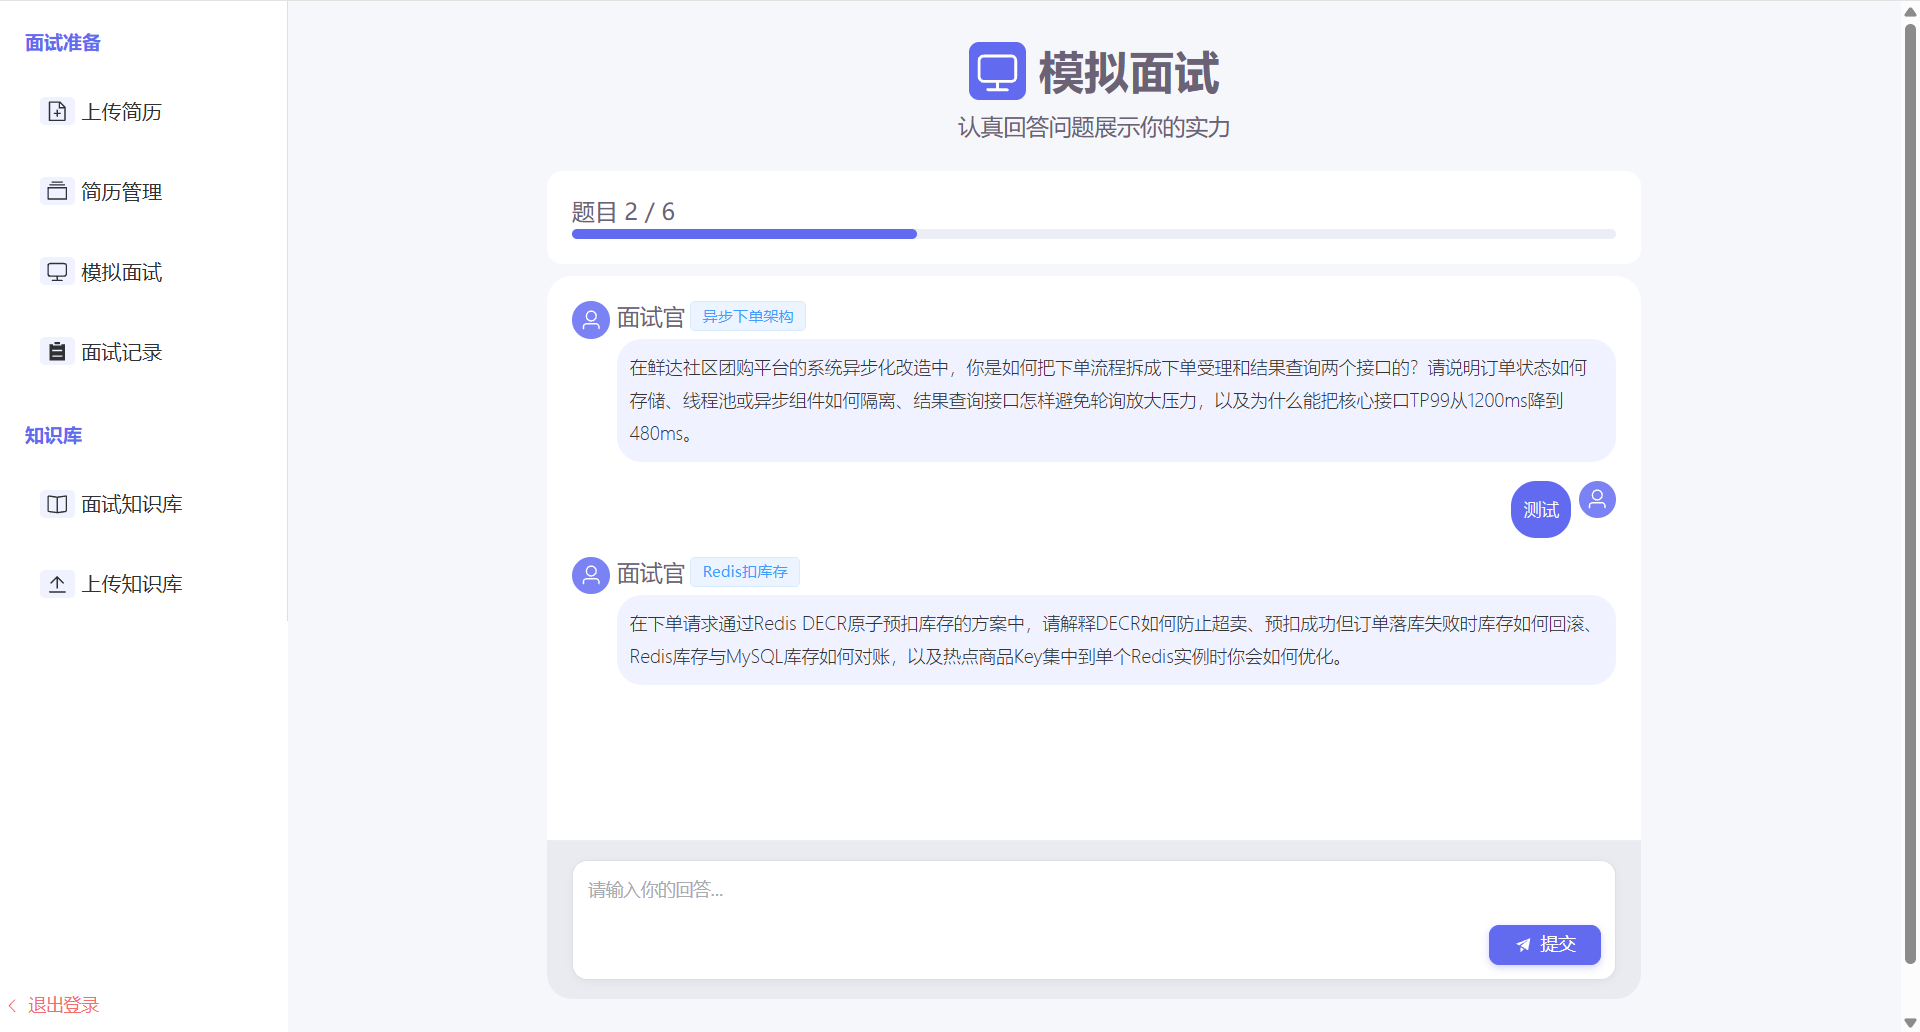 面试准备
上传简历
简历管理
模拟面试
面试记录
知识库
面试知识库
上传知识库
退出登录
模拟面试
认真回答问题展示你的实力
题目 2 / 6
面试官 异步下单架构
在鲜达社区团购平台的系统异步化改造中，你是如何把下单流程拆成下单受理和结果查询两个接口的？请说明订单状态如何
存储、线程池或异步组件如何隔离、结果查询接口怎样避免轮询放大压力，以及为什么能把核心接口TP99从1200ms降到
480ms。
测试
面试官 Redis扣库存
在下单请求通过Redis DECR原子预扣库存的方案中，请解释DECR如何防止超卖、预扣成功但订单落库失败时库存如何回滚、
Redis库存与MySQL库存如何对账，以及热点商品Key集中到单个Redis实例时你会如何优化。
请输入你的回答...
提交